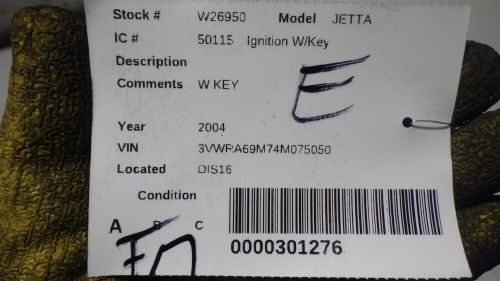 Stock # W26950 Model JETTA
IC # 50115 Ignition W/Key
Description
Comments W KEY
E
Year 2004
VIN 3VWRA69M74M075050
Located DIS16
Condition
A B C
0000301276